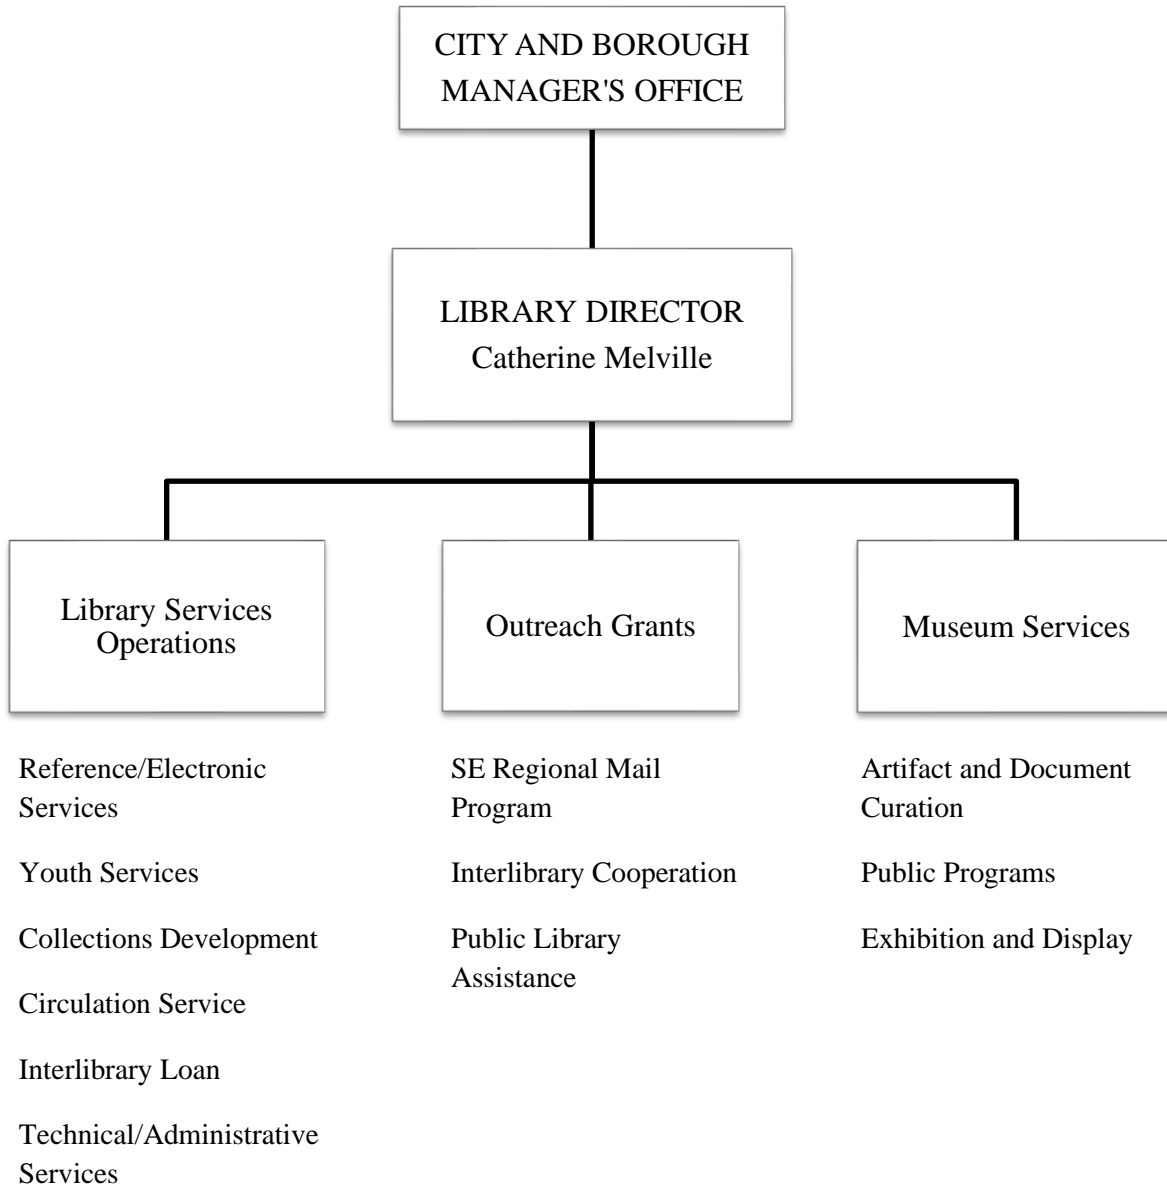 CITY AND BOROUGH
MANAGER'S OFFICE
LIBRARY DIRECTOR
Catherine Melville
Library Services
Operations
Outreach Grants
Museum Services
Reference/Electronic
Services
Youth Services
Collections Development
Circulation Service
Interlibrary Loan
Technical/Administrative
Services
SE Regional Mail
Program
Interlibrary Cooperation
Public Library
Assistance
Artifact and Document
Curation
Public Programs
Exhibition and Display